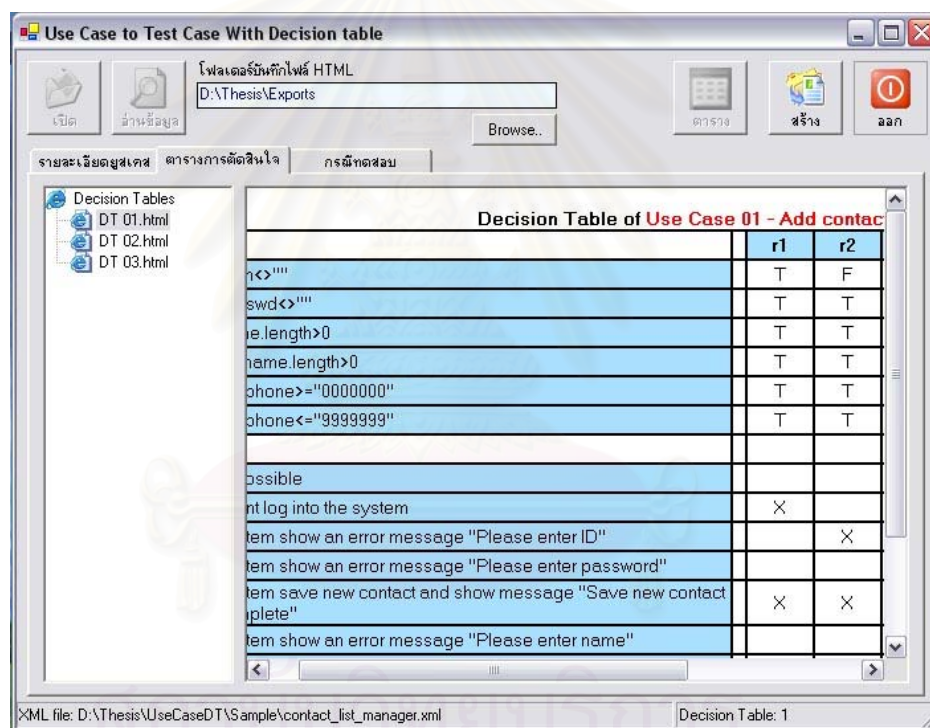 Use Case to Test Case With Decision table
โฟลเดอร์บันทึกไฟล์ HTML
D:\Thesis\Exports
Browse..
เปิด
อ่านข้อมูล
ตาราง
สร้าง
ออก
รายละเอียดยูสเคส ตารางการตัดสินใจ กรณีทดสอบ
Decision Tables
DT 01.html
DT 02.html
DT 03.html
Decision Table of Use Case 01 - Add contac
r1 r2
n<>"" T F
swd<>"" T T
e.length>0 T T
name.length>0 T T
phone>="0000000" T T
phone<="9999999" T T
ossible
nt log into the system X
tem show an error message "Please enter ID" X
tem show an error message "Please enter password"
tem save new contact and show message "Save new contact
plete" X X
tem show an error message "Please enter name"
XML file: D:\Thesis\UseCaseDT\Sample\contact_list_manager.xml
Decision Table: 1